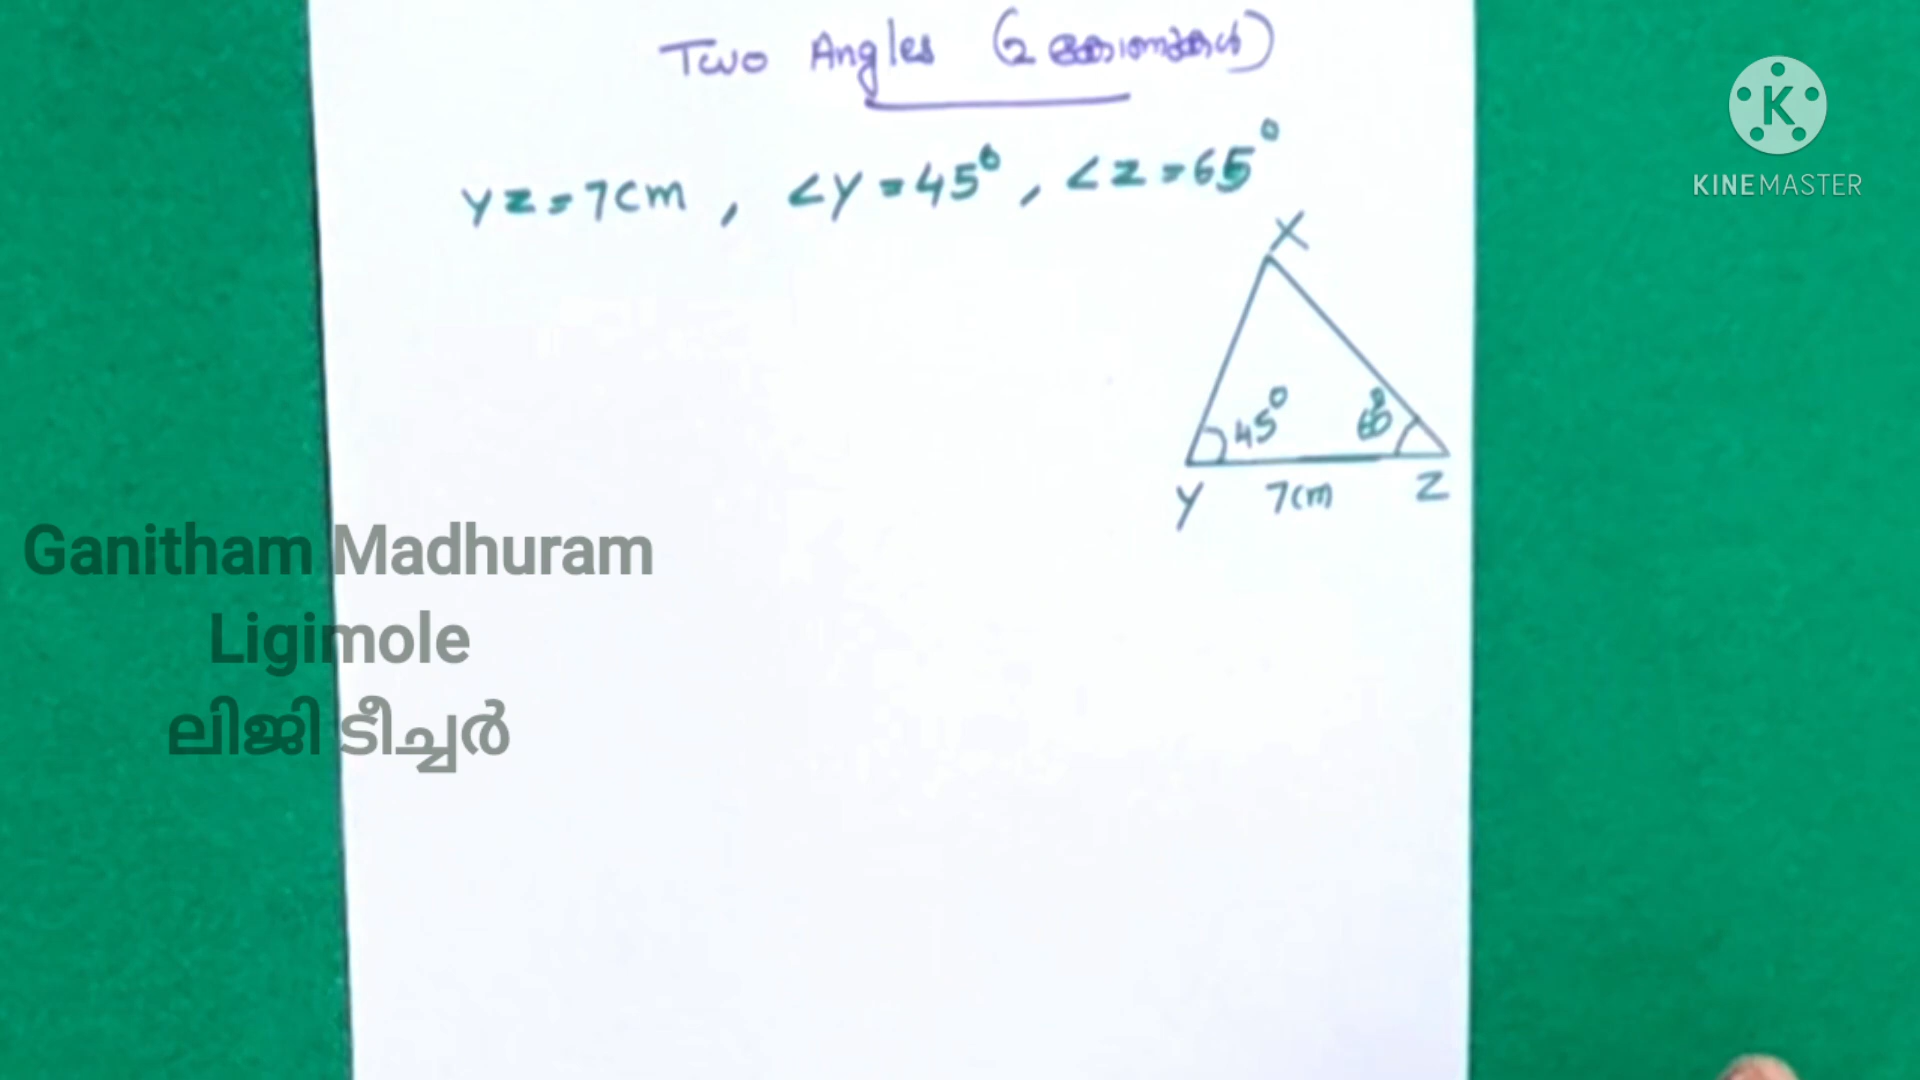 Two Angles (2 കോണുകൾ)
YZ = 7cm , ∠Y = 45° , ∠Z = 65°
X
45°
Y 7cm Z
K
KINEMASTER
Ganitham Madhuram
Ligimole
ലിജി ടീച്ചർ